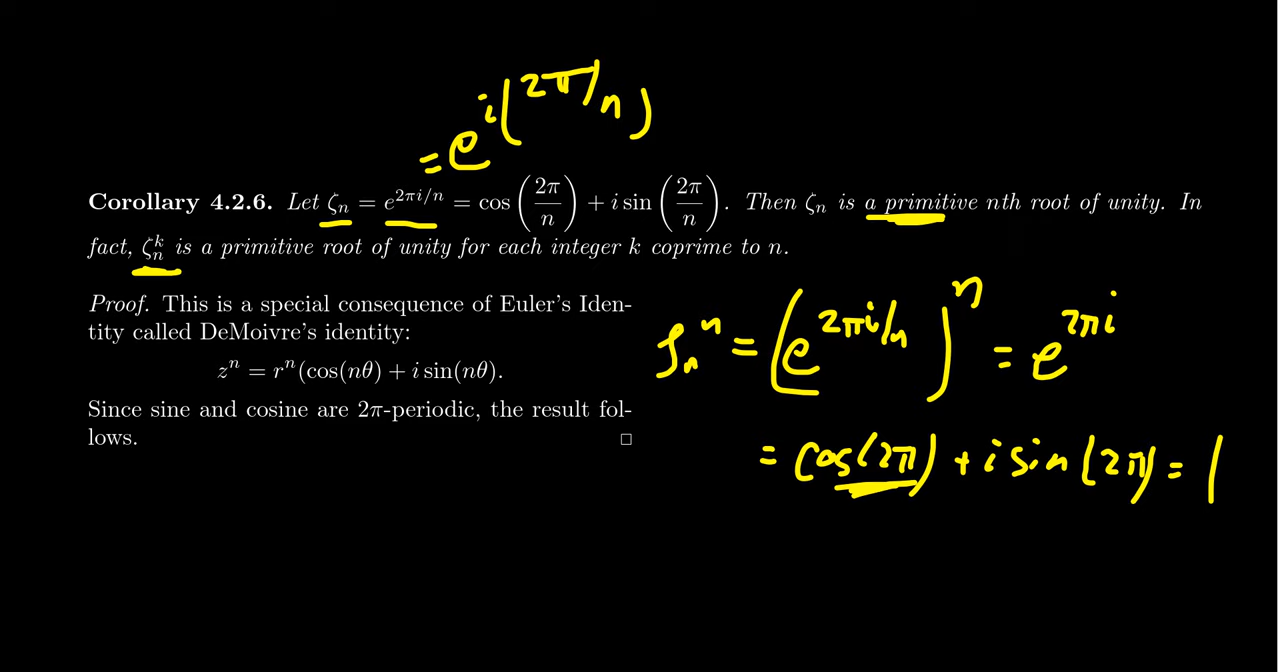 = e^{i(2π/n)}
Corollary 4.2.6. Let ζ_n = e^{2πi/n} = cos(2π/n) + i sin(2π/n). Then ζ_n is a primitive nth root of unity. In
fact, ζ_n^k is a primitive root of unity for each integer k coprime to n.
Proof. This is a special consequence of Euler's Iden-
tity called DeMoivre's identity:
z^n = r^n(cos(nθ) + i sin(nθ).
Since sine and cosine are 2π-periodic, the result fol-
lows. □
ζ_n^n = (e^{2πi/n})^n = e^{2πi}
= cos(2π) + i sin(2π) = 1